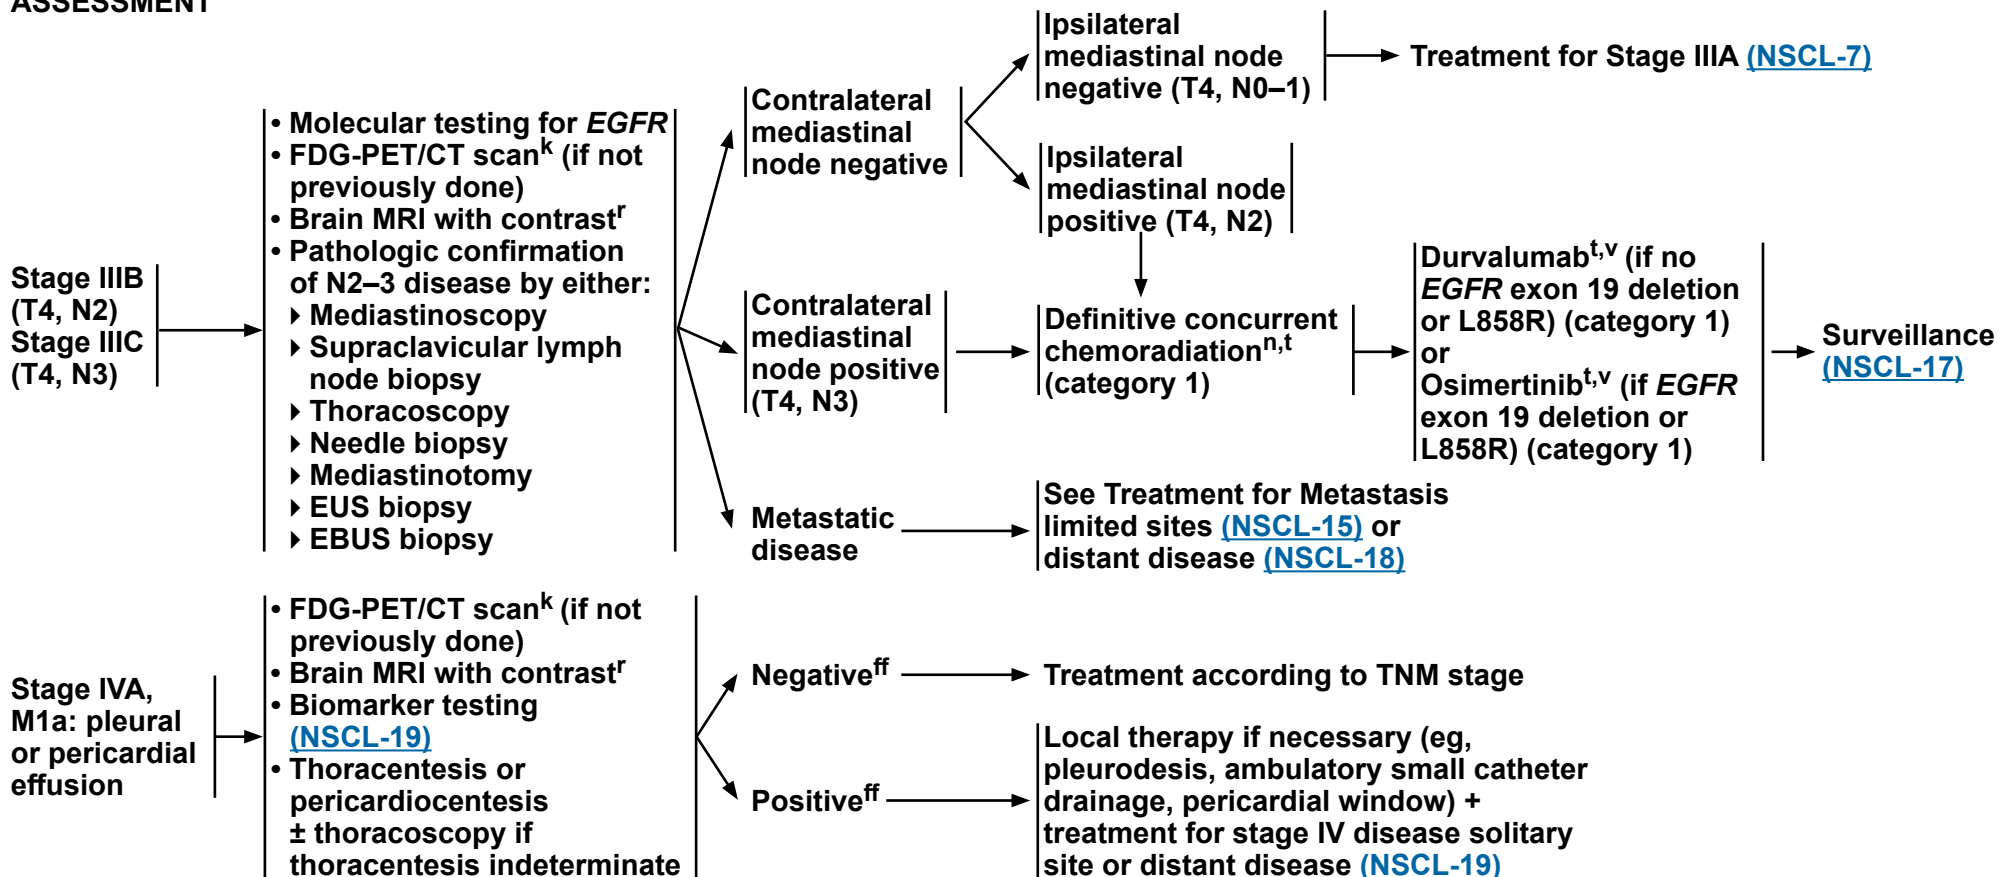 ASSESSMENT
Stage IIIB
(T4, N2)
Stage IIIC
(T4, N3)
• Molecular testing for EGFR
• FDG-PET/CT scanᵏ (if not
previously done)
• Brain MRI with contrastʳ
• Pathologic confirmation
of N2–3 disease by either:
▸ Mediastinoscopy
▸ Supraclavicular lymph
node biopsy
▸ Thoracoscopy
▸ Needle biopsy
▸ Mediastinotomy
▸ EUS biopsy
▸ EBUS biopsy
Contralateral
mediastinal
node negative
Ipsilateral
mediastinal node
negative (T4, N0–1)
Treatment for Stage IIIA (NSCL-7)
Ipsilateral
mediastinal node
positive (T4, N2)
Contralateral
mediastinal
node positive
(T4, N3)
Definitive concurrent
chemoradiationⁿ,ᵗ
(category 1)
Durvalumabᵗ,ᵛ (if no
EGFR exon 19 deletion
or L858R) (category 1)
or
Osimertinibᵗ,ᵛ (if EGFR
exon 19 deletion or
L858R) (category 1)
Surveillance
(NSCL-17)
Metastatic
disease
See Treatment for Metastasis
limited sites (NSCL-15) or
distant disease (NSCL-18)
Stage IVA,
M1a: pleural
or pericardial
effusion
• FDG-PET/CT scanᵏ (if not
previously done)
• Brain MRI with contrastʳ
• Biomarker testing
(NSCL-19)
• Thoracentesis or
pericardiocentesis
± thoracoscopy if
thoracentesis indeterminate
Negativeᶠᶠ
Treatment according to TNM stage
Positiveᶠᶠ
Local therapy if necessary (eg,
pleurodesis, ambulatory small catheter
drainage, pericardial window) +
treatment for stage IV disease solitary
site or distant disease (NSCL-19)